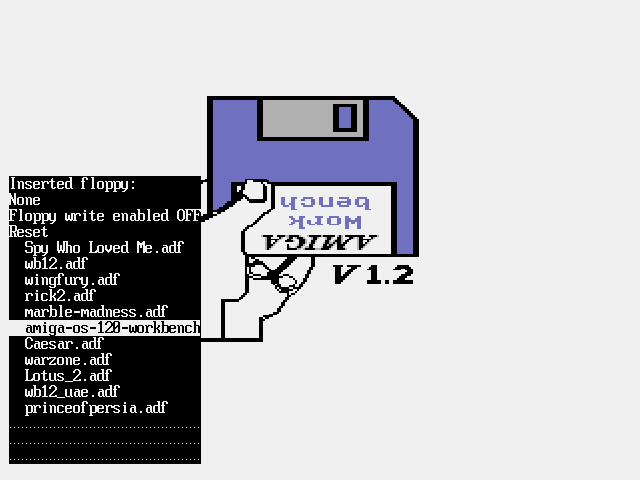 Inserted floppy:
None
Floppy write enabled OFF
Reset
Spy Who Loved Me.adf
wb12.adf
wingfury.adf
rick2.adf
marble-madness.adf
amiga-os-120-workbench
Caesar.adf
warzone.adf
Lotus_2.adf
wb12_uae.adf
princeofpersia.adf
AMIGA
Work
bench
V1.2